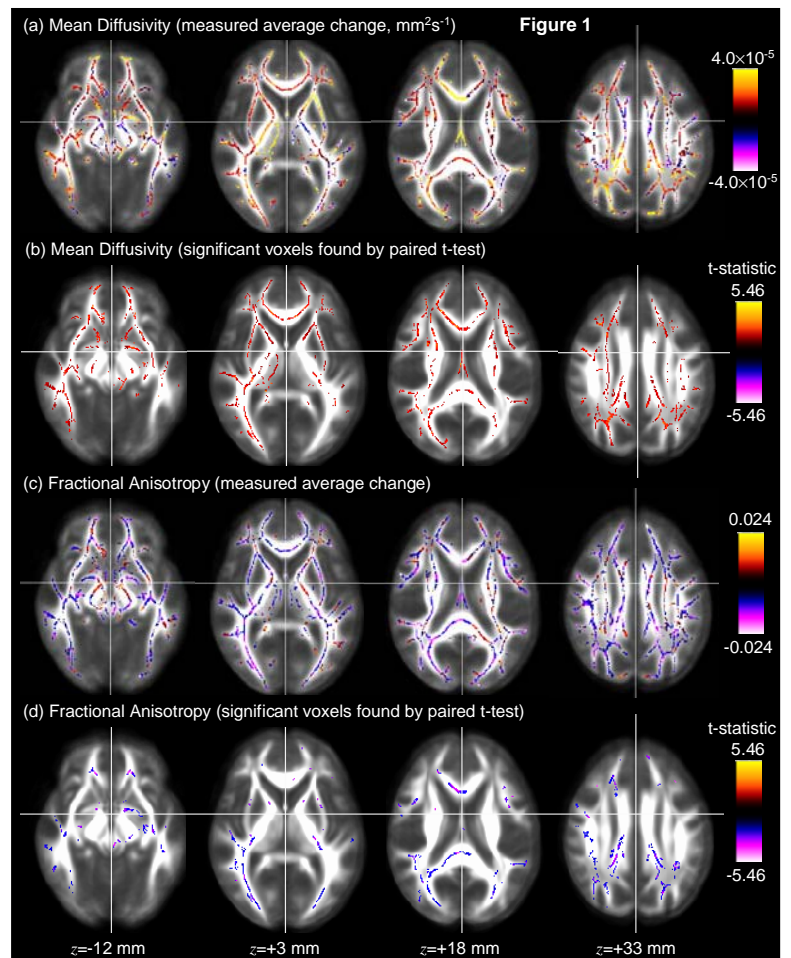 (a) Mean Diffusivity (measured average change, mm²s⁻¹) Figure 1
4.0×10⁻⁵
-4.0×10⁻⁵
(b) Mean Diffusivity (significant voxels found by paired t-test)
t-statistic
5.46
-5.46
(c) Fractional Anisotropy (measured average change)
0.024
-0.024
(d) Fractional Anisotropy (significant voxels found by paired t-test)
t-statistic
5.46
-5.46
z=-12 mm z=+3 mm z=+18 mm z=+33 mm